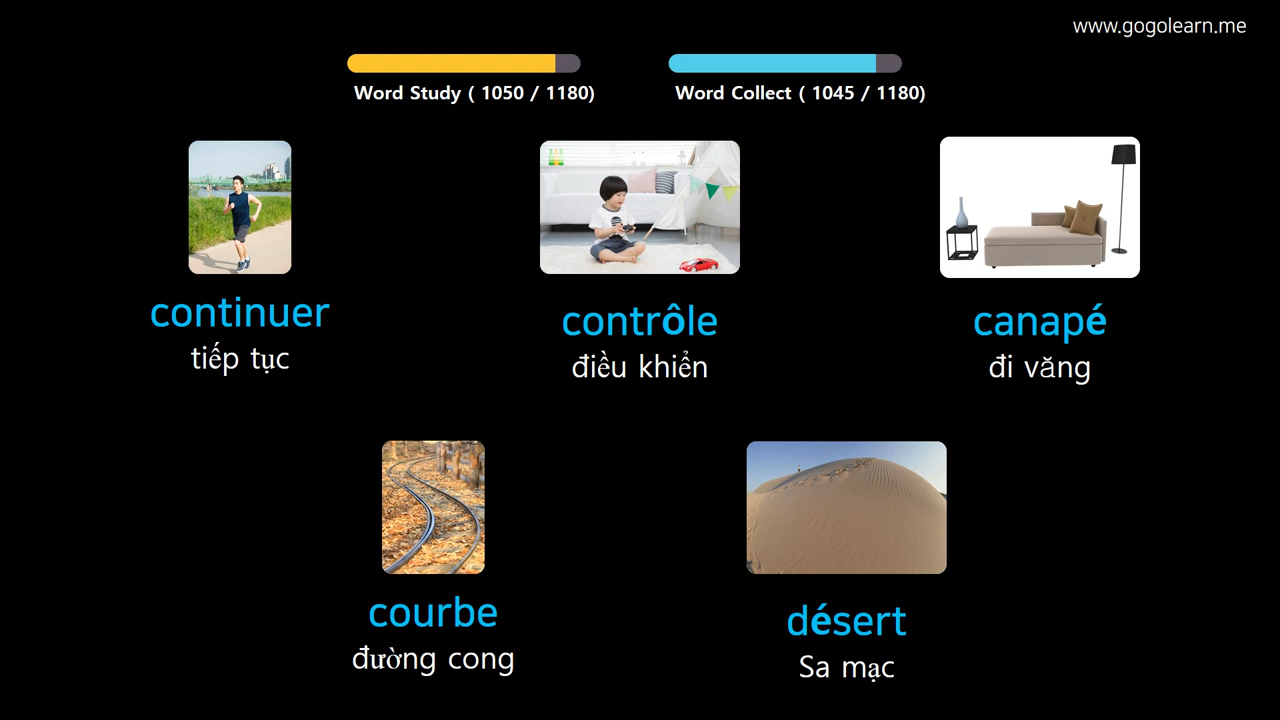 www.gogolearn.me
Word Study ( 1050 / 1180)
Word Collect ( 1045 / 1180)
continuer
tiếp tục
contrôle
điều khiển
canapé
đi văng
courbe
đường cong
désert
Sa mạc